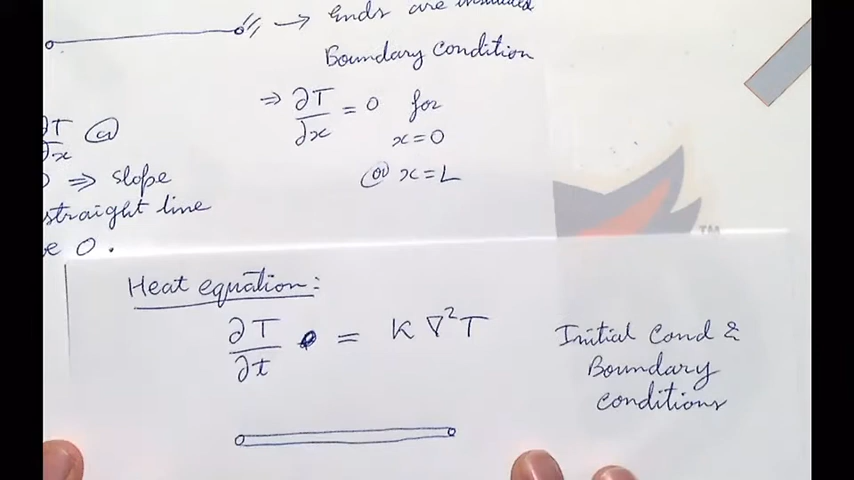 → Ends are insulated
Boundary Condition
⇒ ∂T/∂x = 0 for
x=0
(or) x=L
∂T/∂x @
⇒ slope
straight line
0.
TM
Heat equation:
∂T/∂t = K ∇²T
Initial Cond &
Boundary
conditions